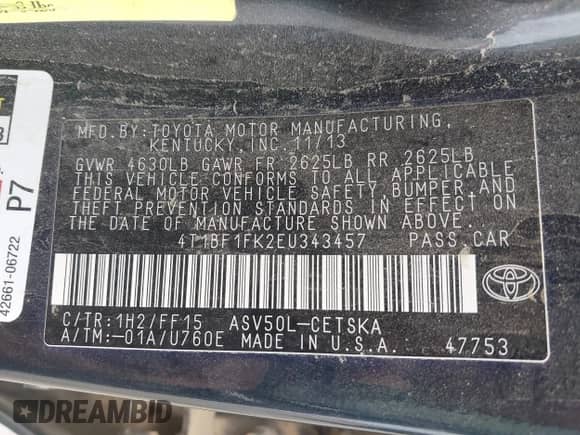 MFD.BY:TOYOTA MOTOR MANUFACTURING,
KENTUCKY,INC. 11/13
GVWR 4630LB GAWR FR 2625LB RR 2625LB
THIS VEHICLE CONFORMS TO ALL APPLICABLE
FEDERAL MOTOR VEHICLE SAFETY, BUMPER,AND
THEFT PREVENTION STANDARDS IN EFFECT ON
THE DATE OF MANUFACTURE SHOWN ABOVE.
4T1BF1FK2EU343457 PASS.CAR
C/TR:1H2/FF15 ASV50L-CETSKA
A/TM:-01A/U760E MADE IN U.S.A. 47753
42661-06722
P7
DREAMBID